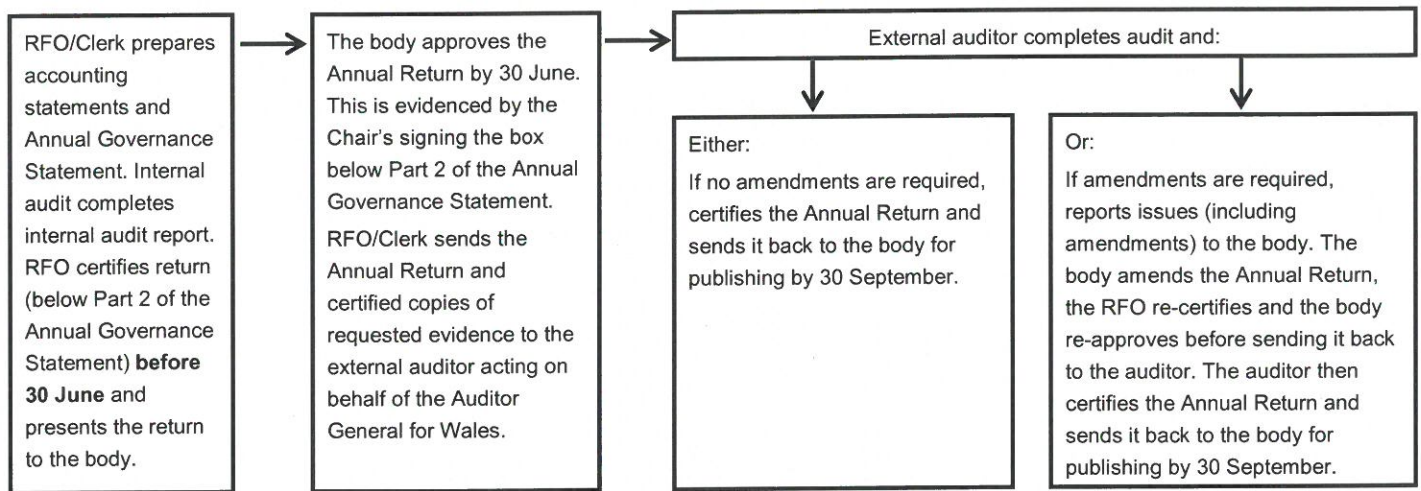 RFO/Clerk prepares
accounting
statements and
Annual Governance
Statement. Internal
audit completes
internal audit report.
RFO certifies return
(below Part 2 of the
Annual Governance
Statement) before
30 June and
presents the return
to the body.
The body approves the
Annual Return by 30 June.
This is evidenced by the
Chair's signing the box
below Part 2 of the Annual
Governance Statement.
RFO/Clerk sends the
Annual Return and
certified copies of
requested evidence to the
external auditor acting on
behalf of the Auditor
General for Wales.
External auditor completes audit and:
Either:
If no amendments are required,
certifies the Annual Return and
sends it back to the body for
publishing by 30 September.
Or:
If amendments are required,
reports issues (including
amendments) to the body. The
body amends the Annual Return,
the RFO re-certifies and the body
re-approves before sending it back
to the auditor. The auditor then
certifies the Annual Return and
sends it back to the body for
publishing by 30 September.